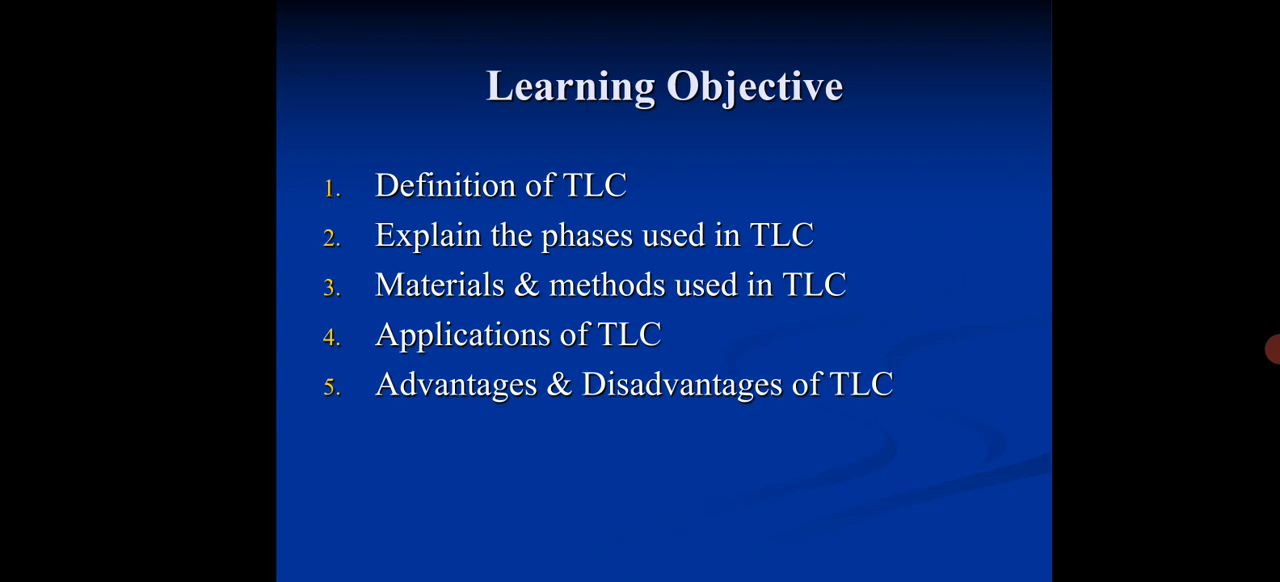 Learning Objective
1. Definition of TLC
2. Explain the phases used in TLC
3. Materials & methods used in TLC
4. Applications of TLC
5. Advantages & Disadvantages of TLC